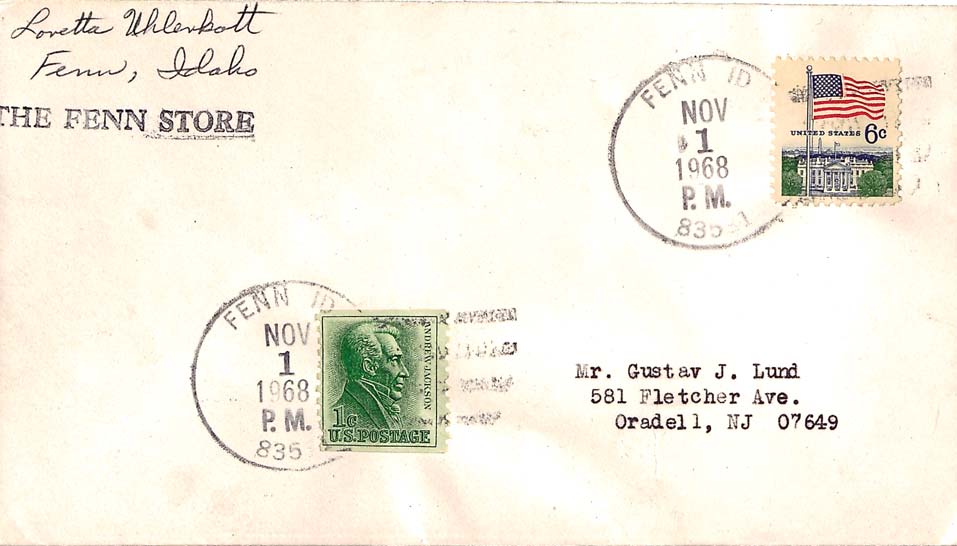 Loretta Uhlenkott
Fenn, Idaho
THE FENN STORE
FENN ID
NOV
1
1968
P.M.
UNITED STATES 6c
FENN ID
NOV
1
1968
P.M.
835
ANDREW JACKSON
1c
U.S. POSTAGE
Mr. Gustav J. Lund
581 Fletcher Ave.
Oradell, NJ 07649